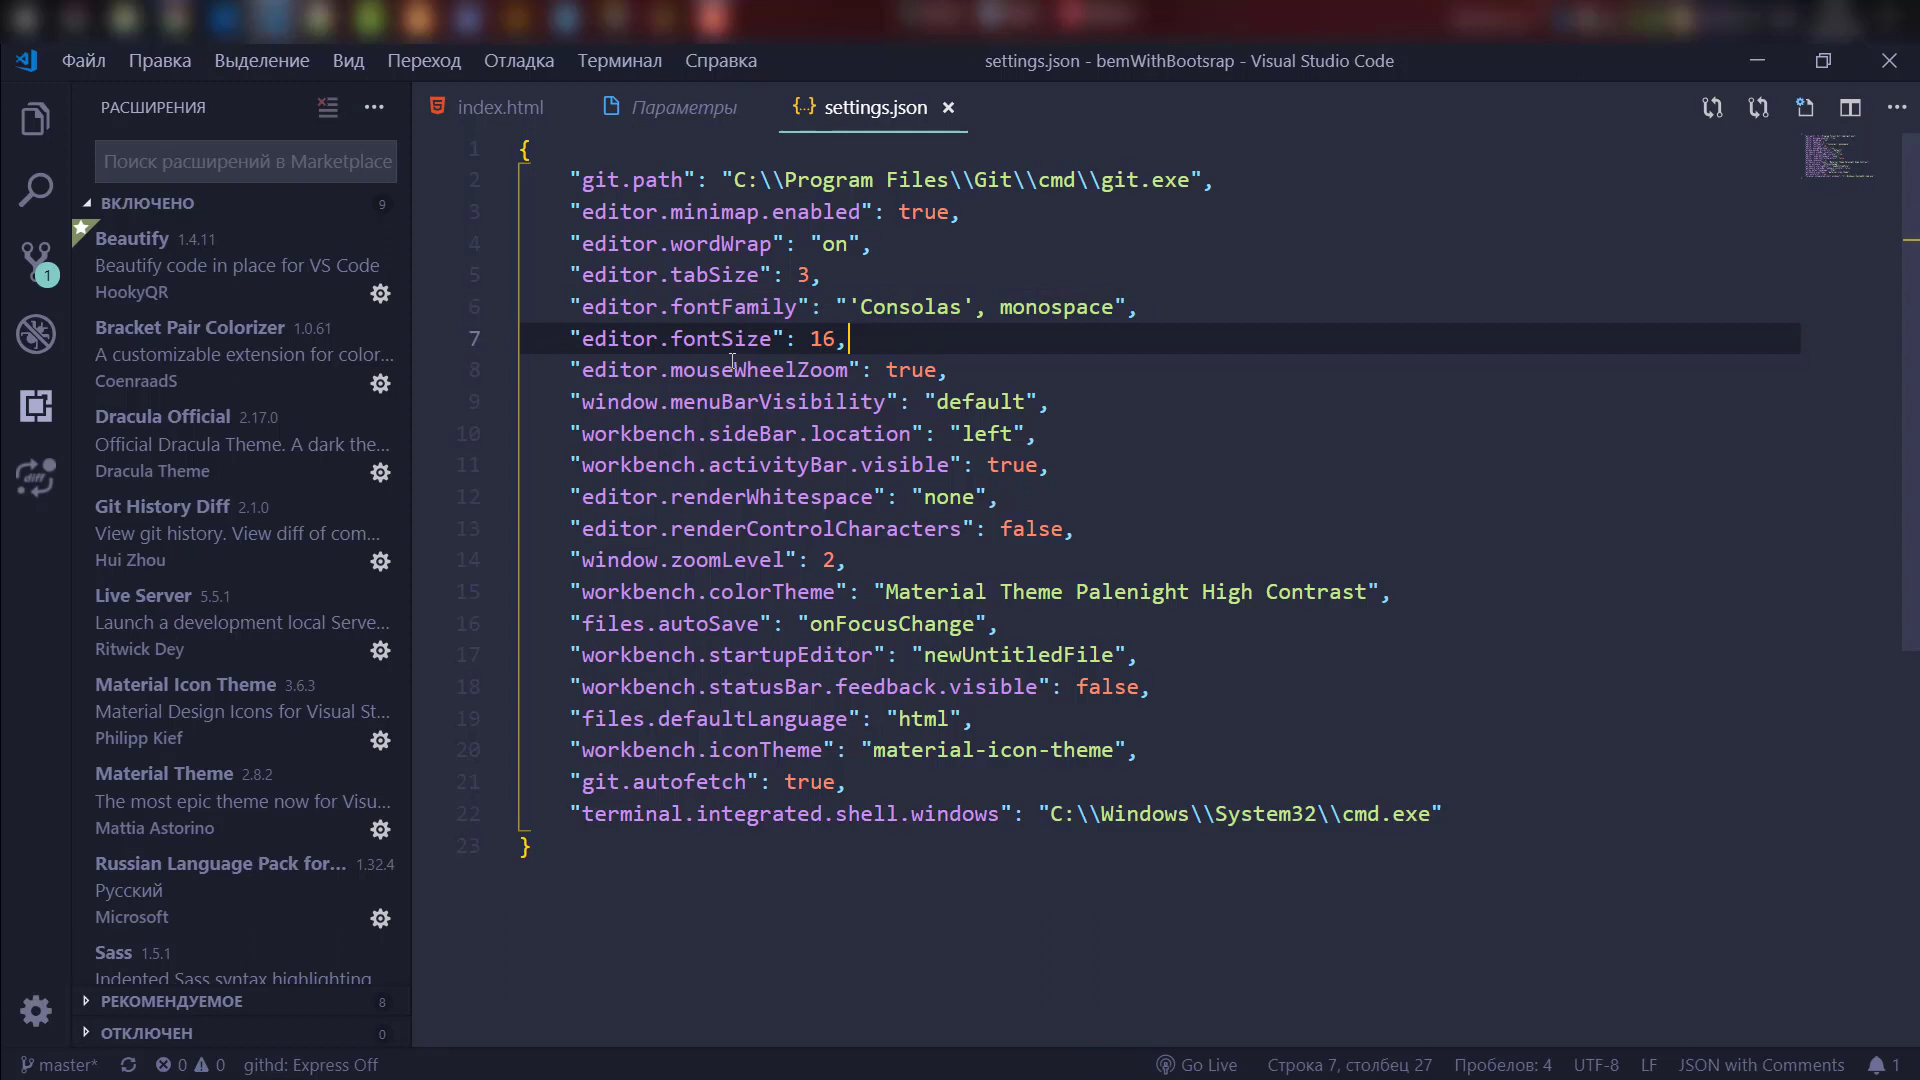 Файл Правка Выделение Вид Переход Отладка Терминал Справка settings.json - bemWithBootsrap - Visual Studio Code
РАСШИРЕНИЯ
index.html Параметры settings.json
Поиск расширений в Marketplace
ВКЛЮЧЕНО 9
Beautify 1.4.11
Beautify code in place for VS Code
HookyQR
Bracket Pair Colorizer 1.0.61
A customizable extension for color...
CoenraadS
Dracula Official 2.17.0
Official Dracula Theme. A dark the...
Dracula Theme
Git History Diff 2.1.0
View git history. View diff of com...
Hui Zhou
Live Server 5.5.1
Launch a development local Serve...
Ritwick Dey
Material Icon Theme 3.6.3
Material Design Icons for Visual St...
Philipp Kief
Material Theme 2.8.2
The most epic theme now for Visu...
Mattia Astorino
Russian Language Pack for... 1.32.4
Русский
Microsoft
Sass 1.5.1
Indented Sass syntax highlighting
РЕКОМЕНДУЕМОЕ 8
ОТКЛЮЧЕН 0
1
diff
1 {
2 "git.path": "C:\\Program Files\\Git\\cmd\\git.exe",
3 "editor.minimap.enabled": true,
4 "editor.wordWrap": "on",
5 "editor.tabSize": 3,
6 "editor.fontFamily": "'Consolas', monospace",
7 "editor.fontSize": 16,
8 "editor.mouseWheelZoom": true,
9 "window.menuBarVisibility": "default",
10 "workbench.sideBar.location": "left",
11 "workbench.activityBar.visible": true,
12 "editor.renderWhitespace": "none",
13 "editor.renderControlCharacters": false,
14 "window.zoomLevel": 2,
15 "workbench.colorTheme": "Material Theme Palenight High Contrast",
16 "files.autoSave": "onFocusChange",
17 "workbench.startupEditor": "newUntitledFile",
18 "workbench.statusBar.feedback.visible": false,
19 "files.defaultLanguage": "html",
20 "workbench.iconTheme": "material-icon-theme",
21 "git.autofetch": true,
22 "terminal.integrated.shell.windows": "C:\\Windows\\System32\\cmd.exe"
23 }
master* 0 0 githd: Express Off Go Live Строка 7, столбец 27 Пробелов: 4 UTF-8 LF JSON with Comments 1